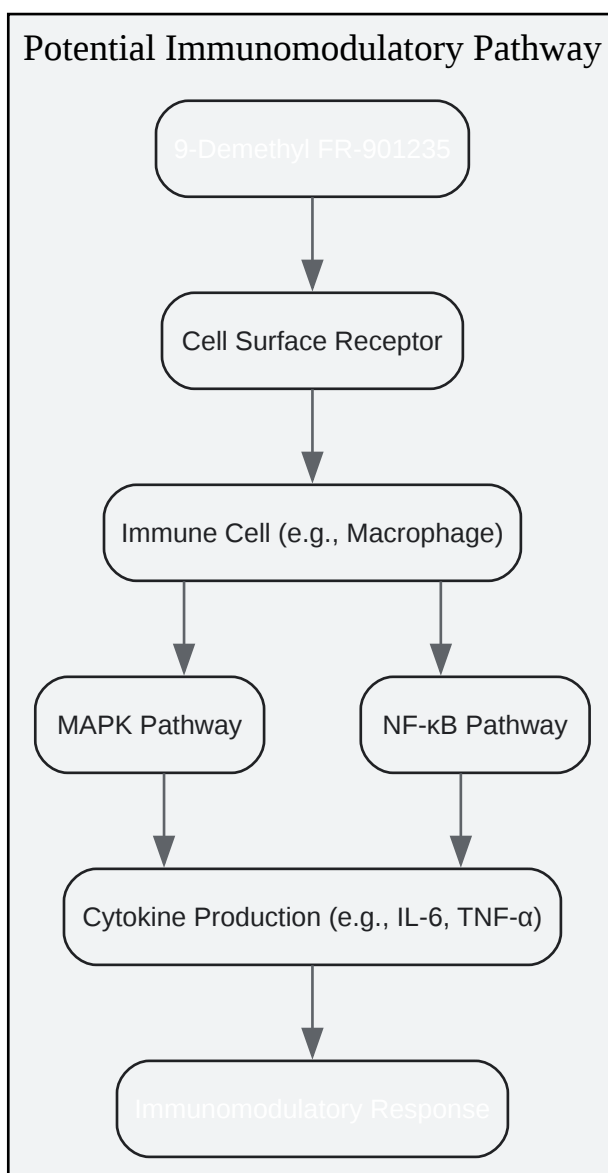 Potential Immunomodulatory Pathway
9-Demethyl FR-901235
Cell Surface Receptor
Immune Cell (e.g., Macrophage)
MAPK Pathway
NF-κB Pathway
Cytokine Production (e.g., IL-6, TNF-α)
Immunomodulatory Response